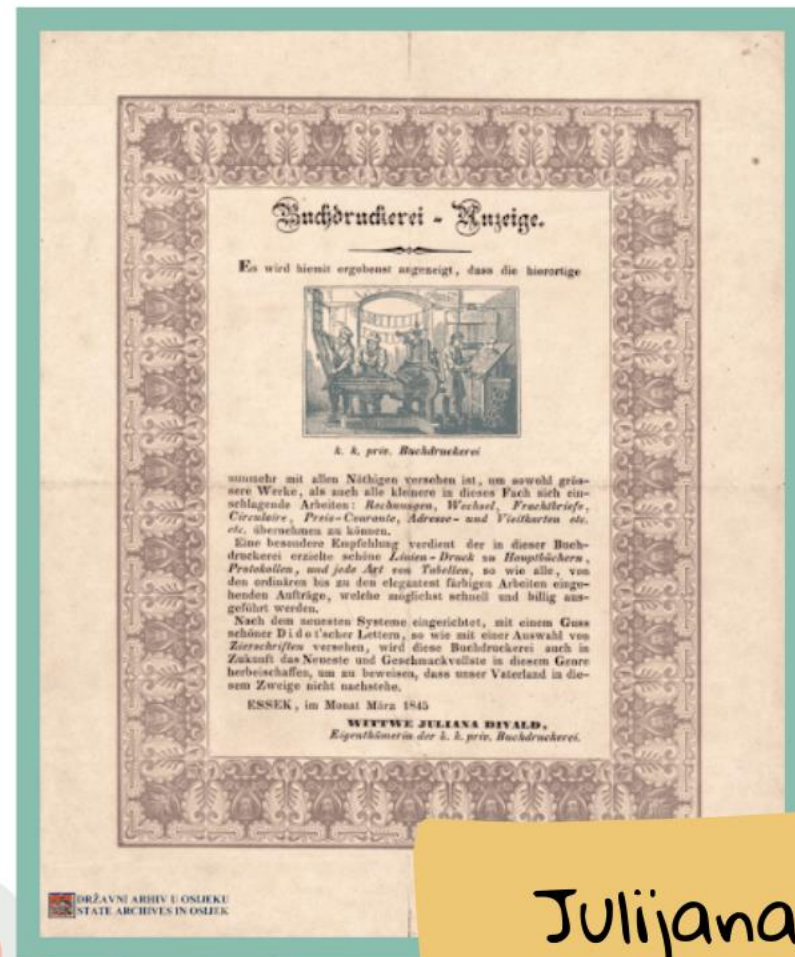 Buchdruckerei - Anzeige.
Es wird hiemit ergebenst angezeigt, dass die hierortige
k. k. priv. Buchdruckerei
nunmehr mit allen Nöthigen versehen ist, um sowohl grös-
sere Werke, als auch alle kleinere in dieses Fach sich ein-
schlagende Arbeiten: Rechnungen, Wechsel, Frachtbriefe,
Circulaire, Preis-Courante, Adresse- und Visitkarten etc.
etc. übernehmen zu können.
Eine besondere Empfehlung verdient der in dieser Buch-
druckerei erzielte schöne Linien-Druck zu Hauptbüchern,
Protokollen, und jede Art von Tabellen, so wie alle, von
den ordinären bis zu den elegantest färbigen Arbeiten einge-
henden Aufträge, welche möglichst schnell und billig aus-
geführt werden.
Nach dem neuesten Systeme eingerichtet, mit einem Guss
schöner Didot'scher Lettern, so wie mit einer Auswahl von
Zierschriften versehen, wird diese Buchdruckerei auch in
Zukunft das Neueste und Geschmackvollste in diesem Genre
herbeischaffen, um zu beweisen, dass unser Vaterland in die-
sem Zweige nicht nachstehe.
ESSEK, im Monat März 1845
WITTWE JULIANA DIVALD,
Eigenthümerin der k. k. priv. Buchdruckerei.
DRŽAVNI ARHIV U OSIJEKU
STATE ARCHIVES IN OSIJEK
Julijana